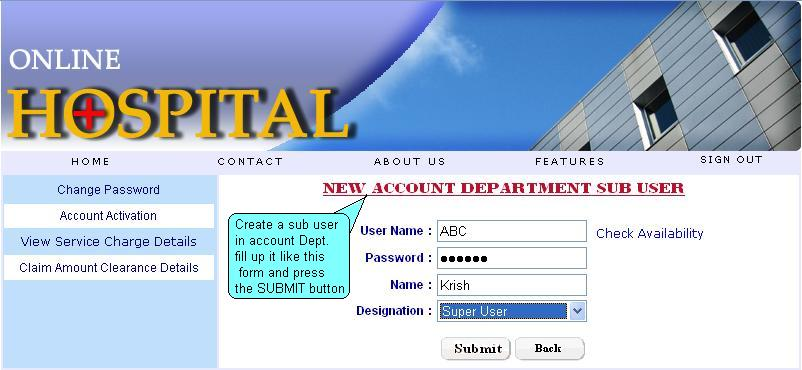 ONLINE
HOSPITAL
HOME CONTACT ABOUT US FEATURES SIGN OUT
Change Password
Account Activation
View Service Charge Details
Claim Amount Clearance Details
NEW ACCOUNT DEPARTMENT SUB USER
Create a sub user
in account Dept.
fill up it like this
form and press
the SUBMIT button
User Name : ABC Check Availability
Password : ●●●●●●
Name : Krish
Designation : Super User
Submit Back